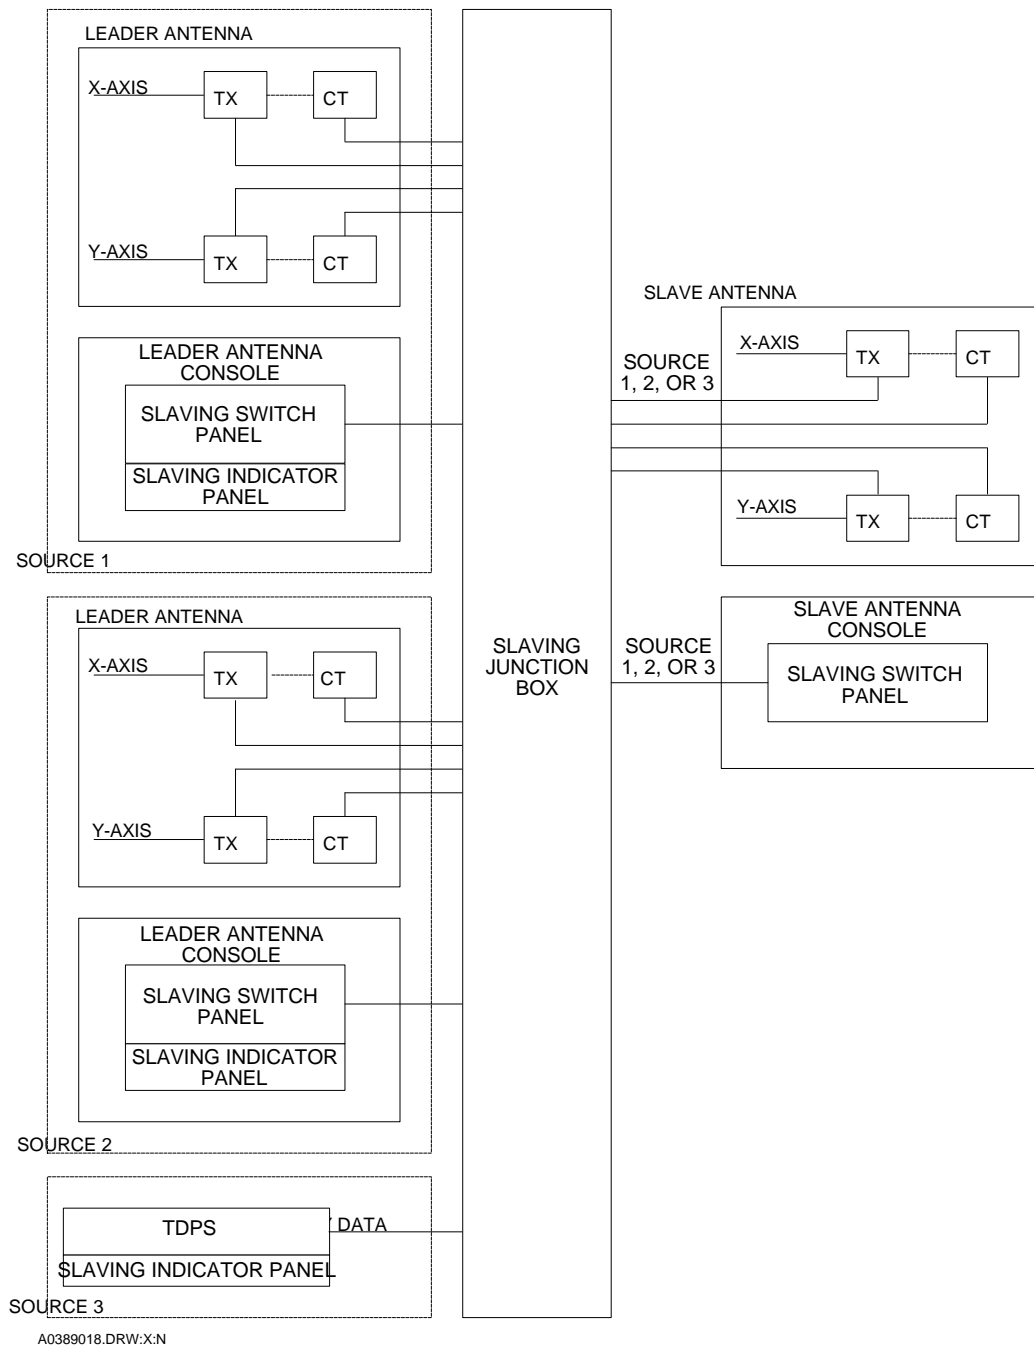 LEADER ANTENNA
X-AXIS
TX
CT
Y-AXIS
TX
CT
LEADER ANTENNA
CONSOLE
SLAVING SWITCH
PANEL
SLAVING INDICATOR
PANEL
SOURCE 1
LEADER ANTENNA
X-AXIS
TX
CT
Y-AXIS
TX
CT
LEADER ANTENNA
CONSOLE
SLAVING SWITCH
PANEL
SLAVING INDICATOR
PANEL
SOURCE 2
TDPS
DATA
SLAVING INDICATOR PANEL
SOURCE 3
SLAVING
JUNCTION
BOX
SOURCE
1, 2, OR 3
SLAVE ANTENNA
X-AXIS
TX
CT
Y-AXIS
TX
CT
SOURCE
1, 2, OR 3
SLAVE ANTENNA
CONSOLE
SLAVING SWITCH
PANEL
A0389018.DRW:X:N